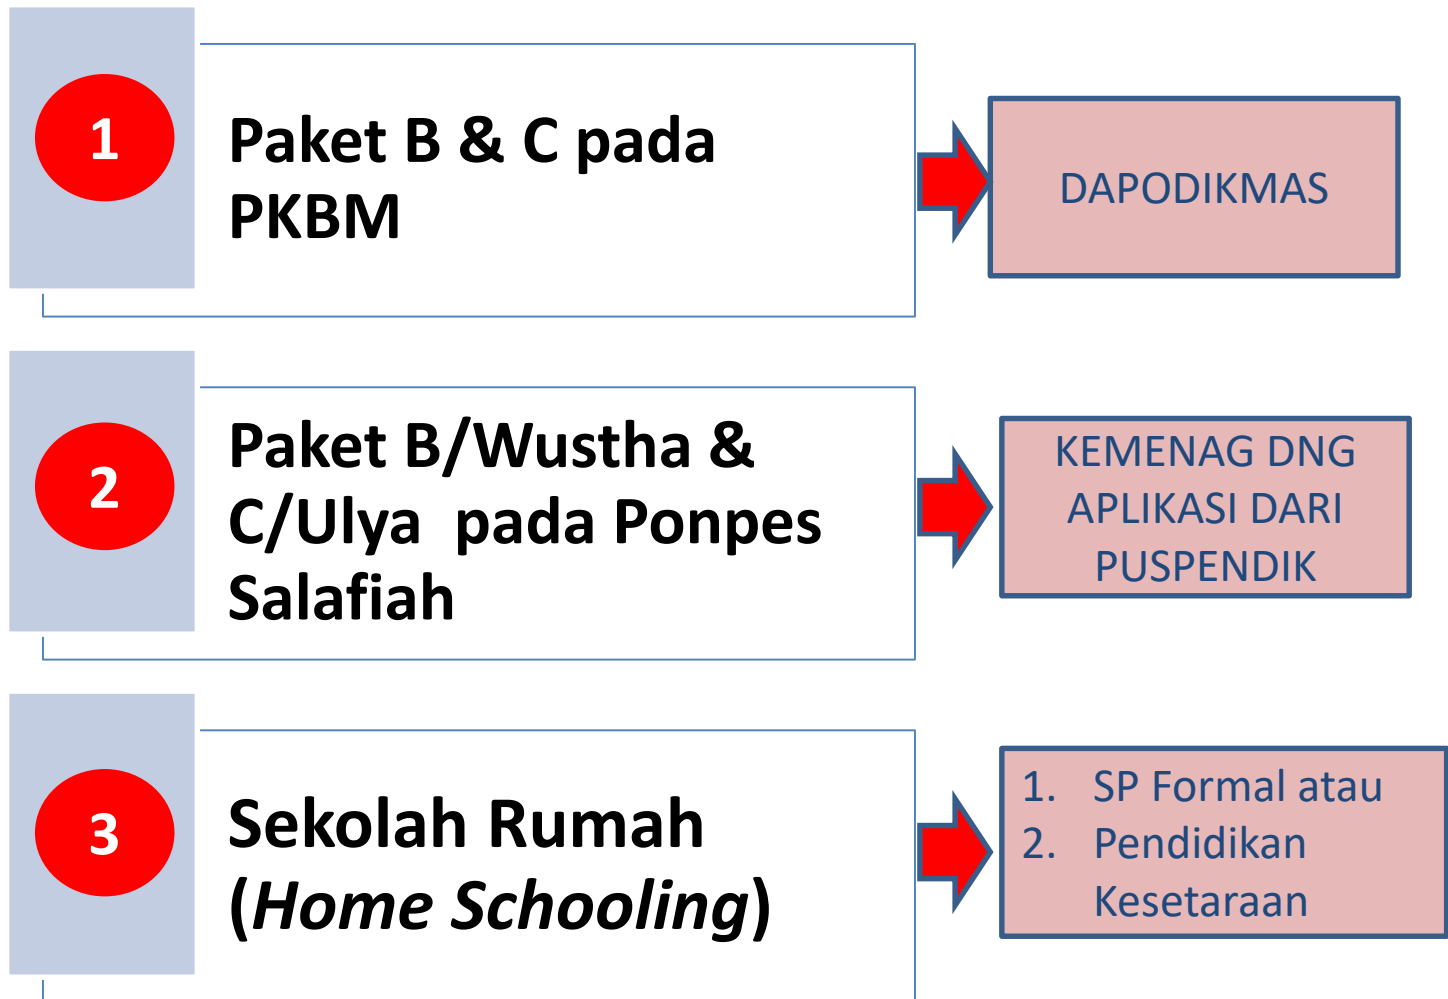 1
Paket B & C pada
PKBM
DAPODIKMAS
2
Paket B/Wustha &
C/Ulya pada Ponpes
Salafiah
KEMENAG DNG
APLIKASI DARI
PUSPENDIK
3
Sekolah Rumah
(Home Schooling)
1. SP Formal atau
2. Pendidikan
Kesetaraan